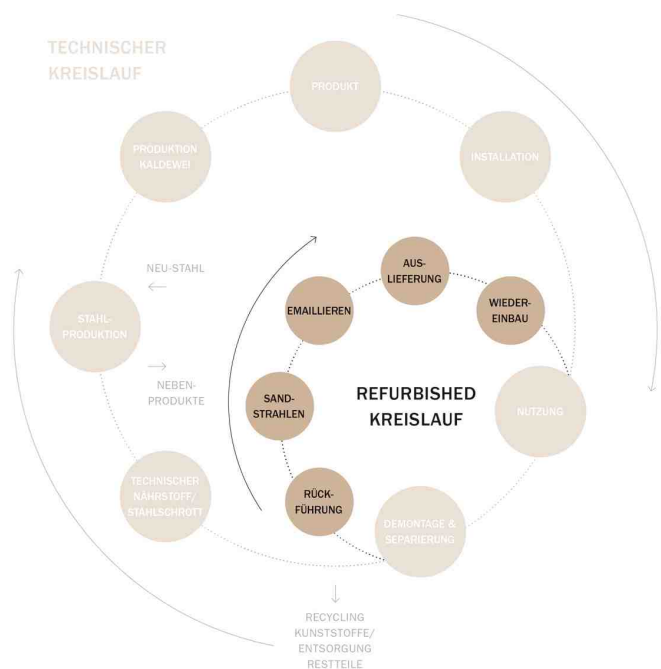 TECHNISCHER
KREISLAUF
PRODUKT
INSTALLATION
PRODUKTION
KALDEWEI
NEU-STAHL
STAHL-
PRODUKTION
NEBEN-
PRODUKTE
TECHNISCHER
NÄHRSTOFF/
STAHLSCHROTT
AUS-
LIEFERUNG
EMAILLIEREN
WIEDER-
EINBAU
SAND-
STRAHLEN
REFURBISHED
KREISLAUF
NUTZUNG
RÜCK-
FÜHRUNG
DEMONTAGE &
SEPARIERUNG
RECYCLING
KUNSTSTOFFE/
ENTSORGUNG
RESTTEILE